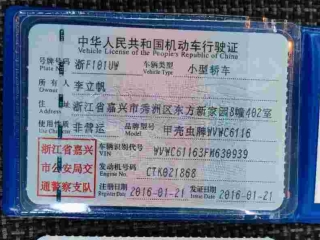 中华人民共和国机动车行驶证
Vehicle License of the People's Republic of China
号牌号码 浙F181UW 车辆类型 小型轿车
Plate No. Vehicle Type
所有人 李立帆
Owner
住址 浙江省嘉兴市秀洲区东方新家园8幢402室
Address
使用性质 非营运 品牌型号 甲壳虫牌WVWC6116
Use Character Model
浙江省嘉兴市公安局交通警察支队
车辆识别代号 WVWC61163FM630939
VIN
发动机号码 CTK021868
Engine No.
注册日期 2016-01-21 发证日期 2016-01-21
Register Date Issue Date